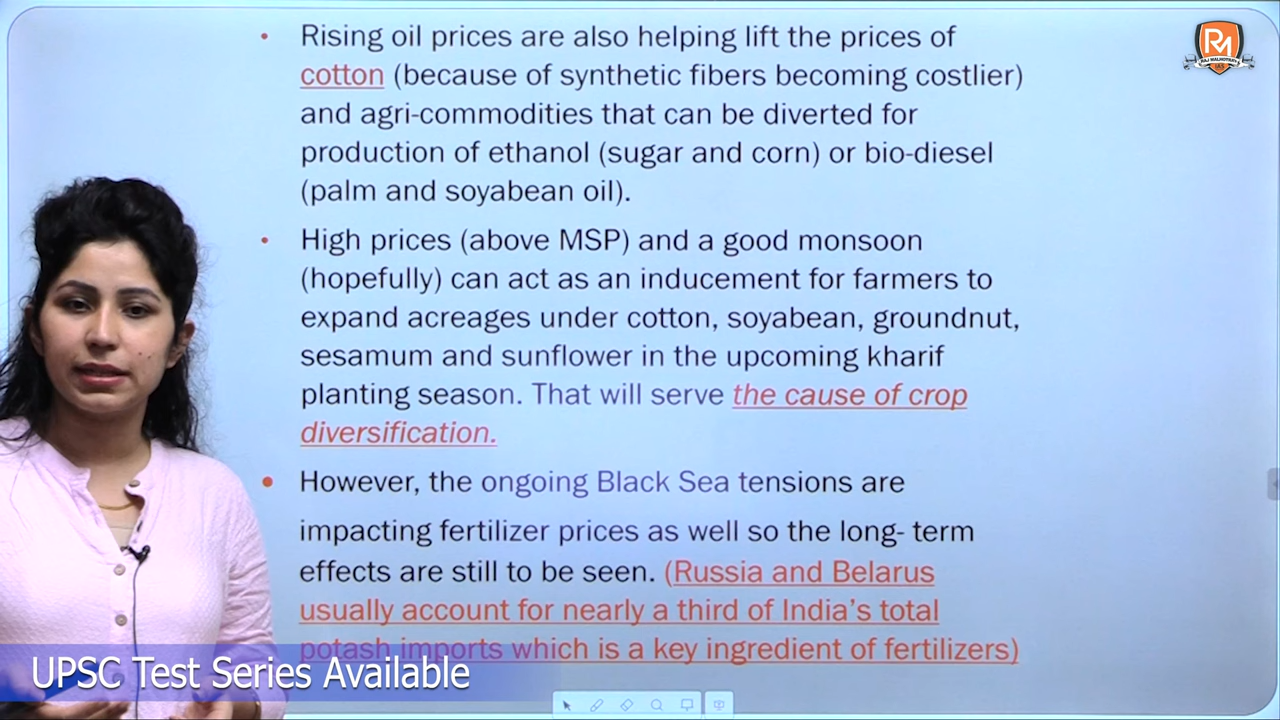 • Rising oil prices are also helping lift the prices of
cotton (because of synthetic fibers becoming costlier)
and agri-commodities that can be diverted for
production of ethanol (sugar and corn) or bio-diesel
(palm and soyabean oil).
• High prices (above MSP) and a good monsoon
(hopefully) can act as an inducement for farmers to
expand acreages under cotton, soyabean, groundnut,
sesamum and sunflower in the upcoming kharif
planting season. That will serve the cause of crop
diversification.
• However, the ongoing Black Sea tensions are
impacting fertilizer prices as well so the long- term
effects are still to be seen. (Russia and Belarus
usually account for nearly a third of India's total
potash imports which is a key ingredient of fertilizers)
RM
RAJ MALHOTRA'S
IAS
UPSC Test Series Available